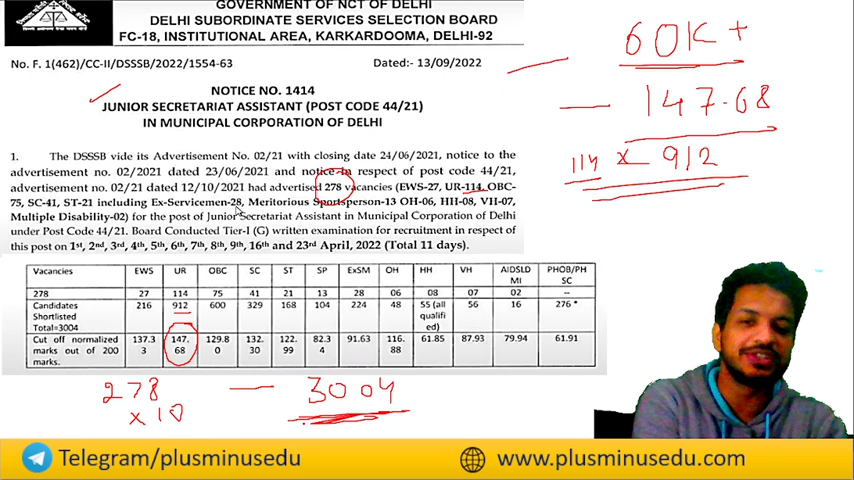 GOVERNMENT OF NCT OF DELHI
DELHI SUBORDINATE SERVICES SELECTION BOARD
FC-18, INSTITUTIONAL AREA, KARKARDOOMA, DELHI-92
No. F. 1(462)/CC-II/DSSSB/2022/1554-63 Dated:- 13/09/2022
NOTICE NO. 1414
JUNIOR SECRETARIAT ASSISTANT (POST CODE 44/21)
IN MUNICIPAL CORPORATION OF DELHI
1. The DSSSB vide its Advertisement No. 02/21 with closing date 24/06/2021, notice to the
advertisement no. 02/2021 dated 23/06/2021 and notice in respect of post code 44/21,
advertisement no. 02/21 dated 12/10/2021 had advertised 278 vacancies (EWS-27, UR-114, OBC-
75, SC-41, ST-21 including Ex-Servicemen-28, Meritorious Sportsperson-13 OH-06, HH-08, VH-07,
Multiple Disability-02) for the post of Junior Secretariat Assistant in Municipal Corporation of Delhi
under Post Code 44/21. Board Conducted Tier-I (G) written examination for recruitment in respect of
this post on 1st, 2nd, 3rd, 4th, 5th, 6th, 7th, 8th, 9th, 16th and 23rd April, 2022 (Total 11 days).
Vacancies EWS UR OBC SC ST SP ExSM OH HH VH AIDSLD PHOB/PH
MI SC
278 27 114 75 41 21 13 28 06 08 07 02 --
Candidates 216 912 600 329 168 104 224 48 55 (all 56 16 276 *
Shortlisted qualifi
Total=3004 ed)
Cut off normalized 137.3 147. 129.8 132. 122. 82.3 91.63 116. 61.85 87.93 79.94 61.91
marks out of 200 3 68 0 30 99 4 88
marks.
60K+
— 147.68
114 x 912
278 — 3004
x 10
Telegram/plusminusedu
www.plusminusedu.com